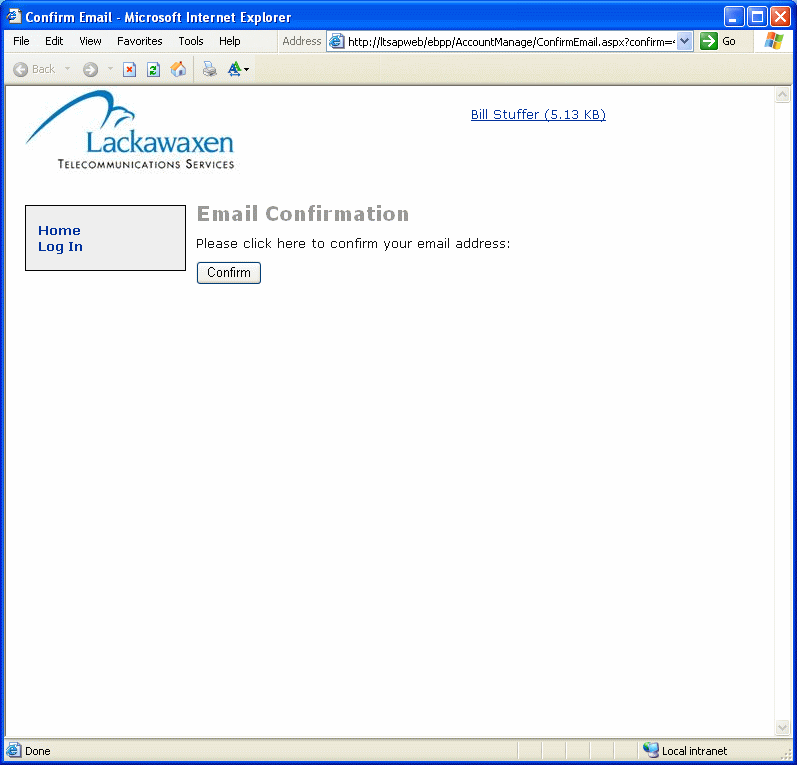 Confirm Email - Microsoft Internet Explorer
File Edit View Favorites Tools Help Address http://ltsapweb/ebpp/AccountManage/ConfirmEmail.aspx?confirm= Go
Back
Lackawaxen
TELECOMMUNICATIONS SERVICES
Bill Stuffer (5.13 KB)
Home
Log In
Email Confirmation
Please click here to confirm your email address:
Confirm
Done Local intranet